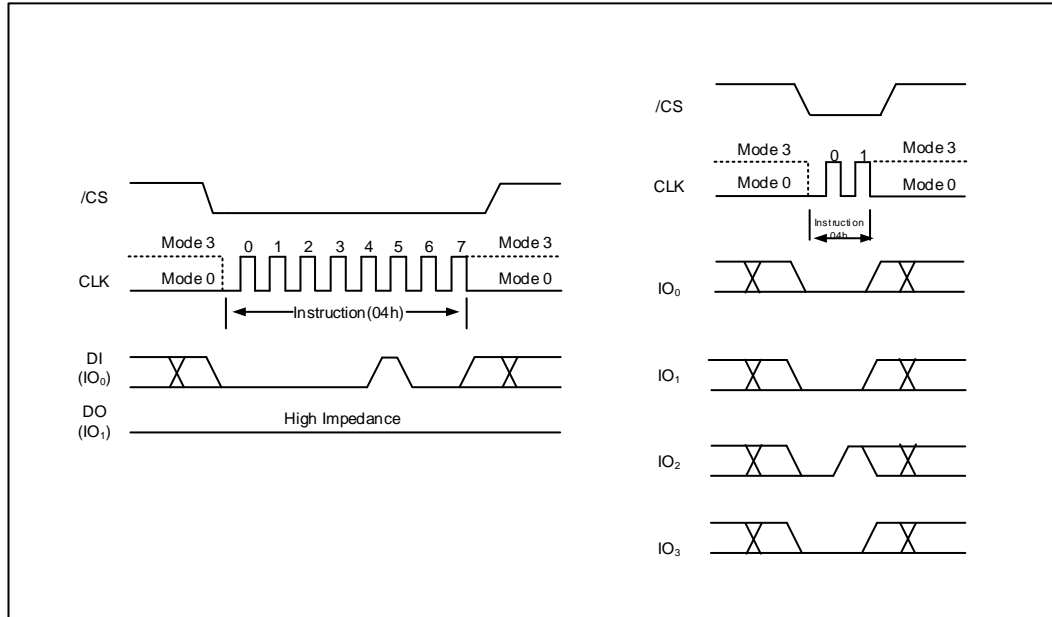 /CS
Mode 3 0 1 2 3 4 5 6 7 Mode 3
CLK Mode 0 Mode 0
Instruction(04h)
DI
(IO₀)
DO
(IO₁)
High Impedance
/CS
Mode 3 0 1 Mode 3
CLK Mode 0 Mode 0
Instruction
04h
IO₀
IO₁
IO₂
IO₃